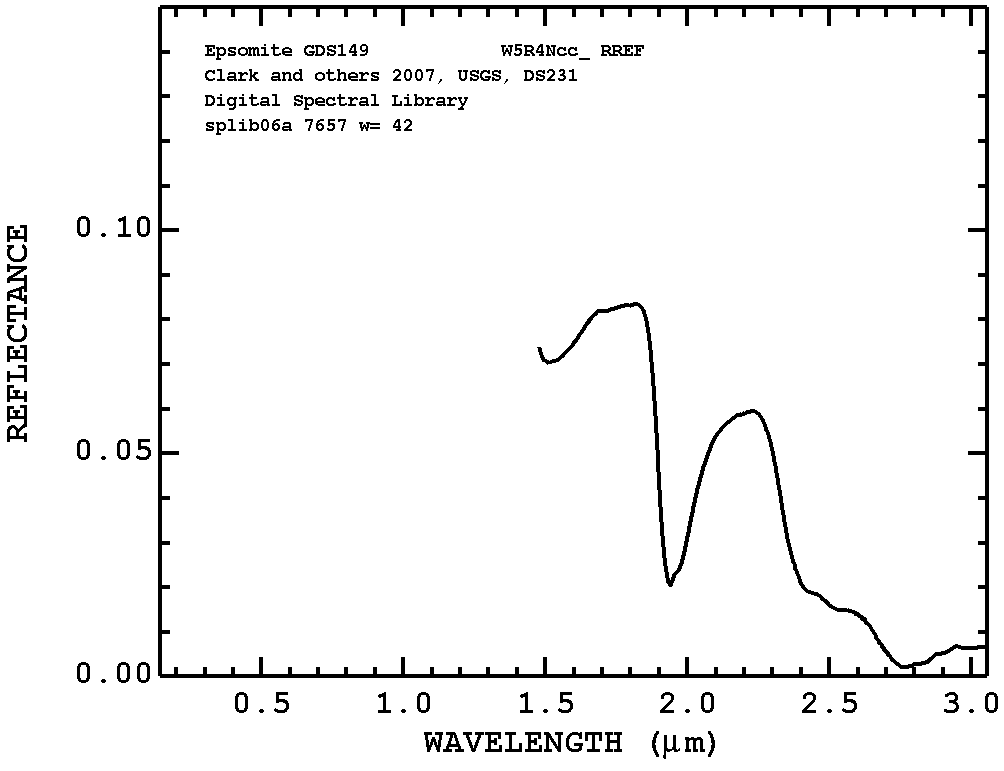 Epsomite GDS149 W5R4Ncc_ RREF
Clark and others 2007, USGS, DS231
Digital Spectral Library
splib06a 7657 w= 42
REFLECTANCE
0.10
0.05
0.00
0.5 1.0 1.5 2.0 2.5 3.0
WAVELENGTH (μm)